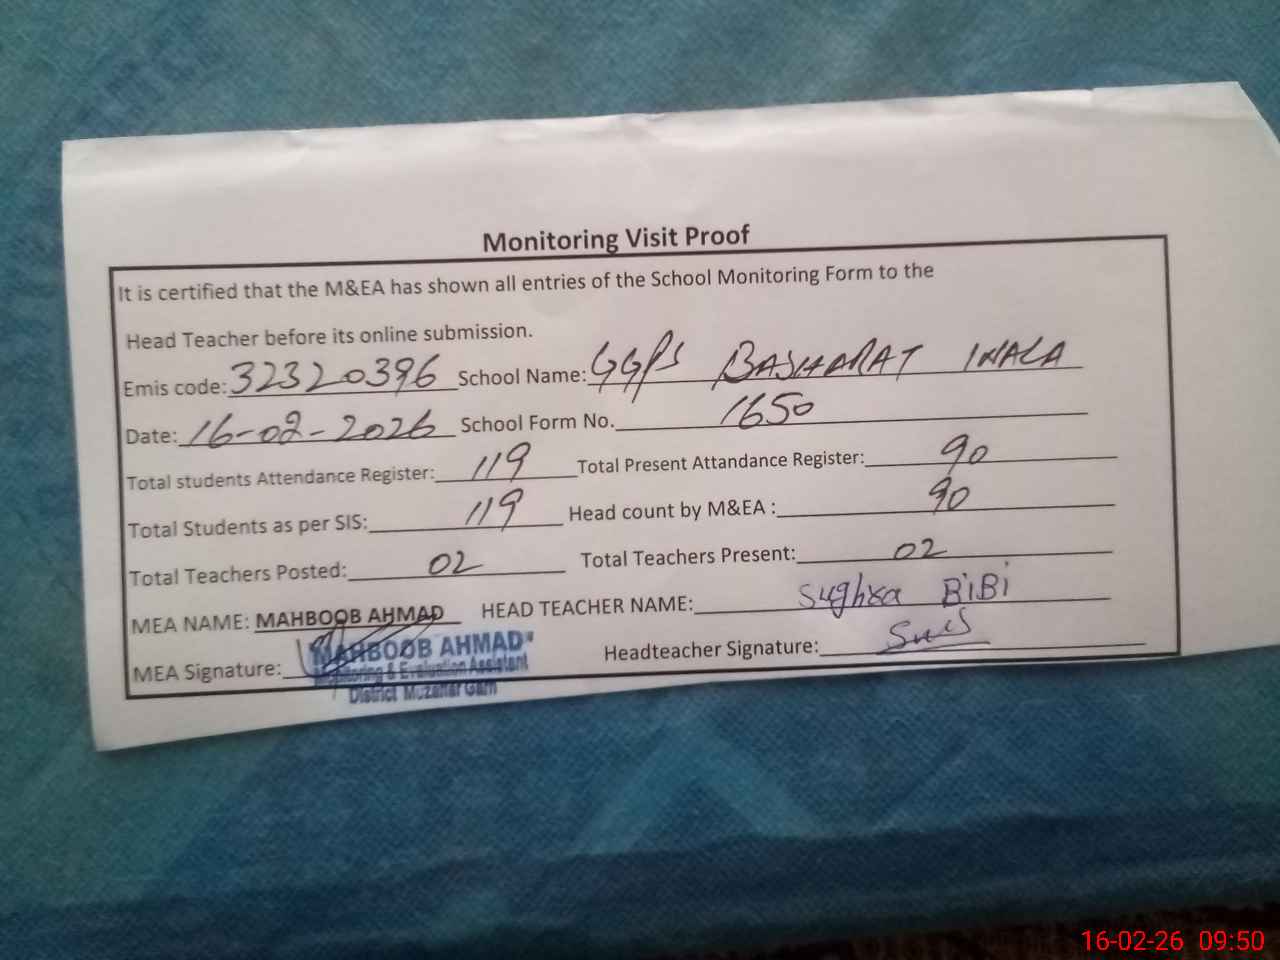 Monitoring Visit Proof
It is certified that the M&EA has shown all entries of the School Monitoring Form to the
Head Teacher before its online submission.
Emis code: 32320396 School Name: GGPS BASHARAT WALA
Date: 16-02-2026 School Form No. 1650
Total students Attendance Register: 119 Total Present Attandance Register: 90
Total Students as per SIS: 119 Head count by M&EA : 90
Total Teachers Posted: 02 Total Teachers Present: 02
MEA NAME: MAHBOOB AHMAD HEAD TEACHER NAME: Sughra BiBi
MEA Signature: Headteacher Signature:
MAHBOOB AHMAD
Monitoring & Evaluation Assistant
District Muzaffar Garh
16-02-26 09:50